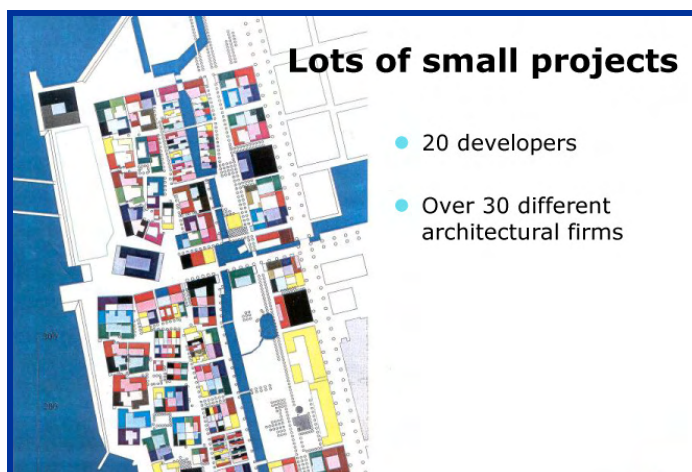 Lots of small projects
20 developers
Over 30 different
architectural firms